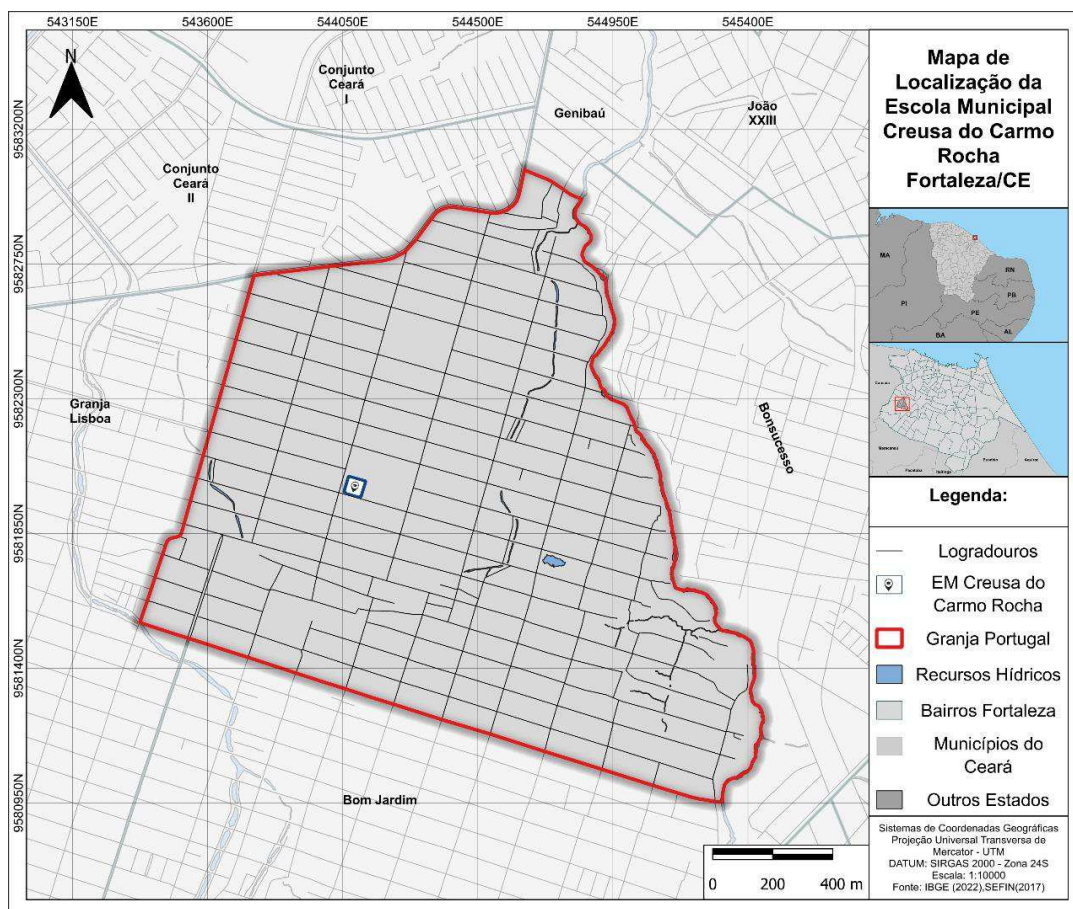 543150E
543600E
544050E
544500E
544950E
545400E
N
Conjunto
Ceará
I
Genibaú
João
XXIII
Conjunto
Ceará
II
Granja
Lisboa
Bonsucesso
Bom Jardim
9583200N
9582750N
9582300N
9581850N
9581400N
9580950N
0 200 400 m
Mapa de
Localização da
Escola Municipal
Creusa do Carmo
Rocha
Fortaleza/CE
MA
PI
RN
PB
PE
AL
BA
Legenda:
Logradouros
EM Creusa do
Carmo Rocha
Granja Portugal
Recursos Hídricos
Bairros Fortaleza
Municípios do
Ceará
Outros Estados
Sistemas de Coordenadas Geográficas
Projeção Universal Transversa de
Mercator - UTM
DATUM: SIRGAS 2000 - Zona 24S
Escala: 1:10000
Fonte: IBGE (2022),SEFIN(2017)